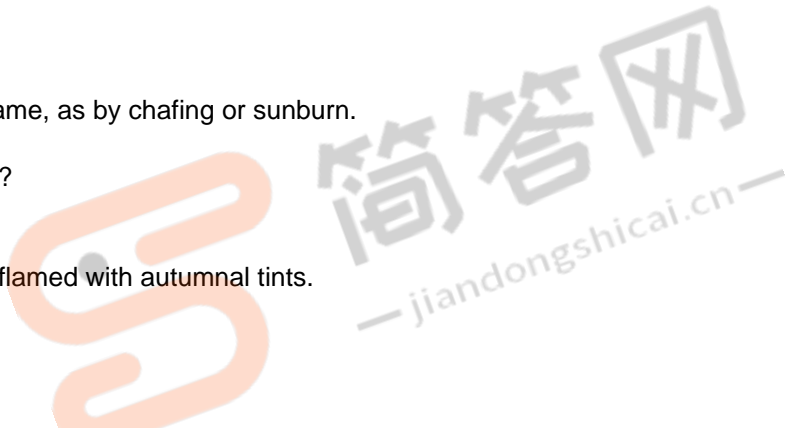 ame, as by chafing or sunburn.
?
flamed with autumnal tints.
简答网
jiandongshicai.cn